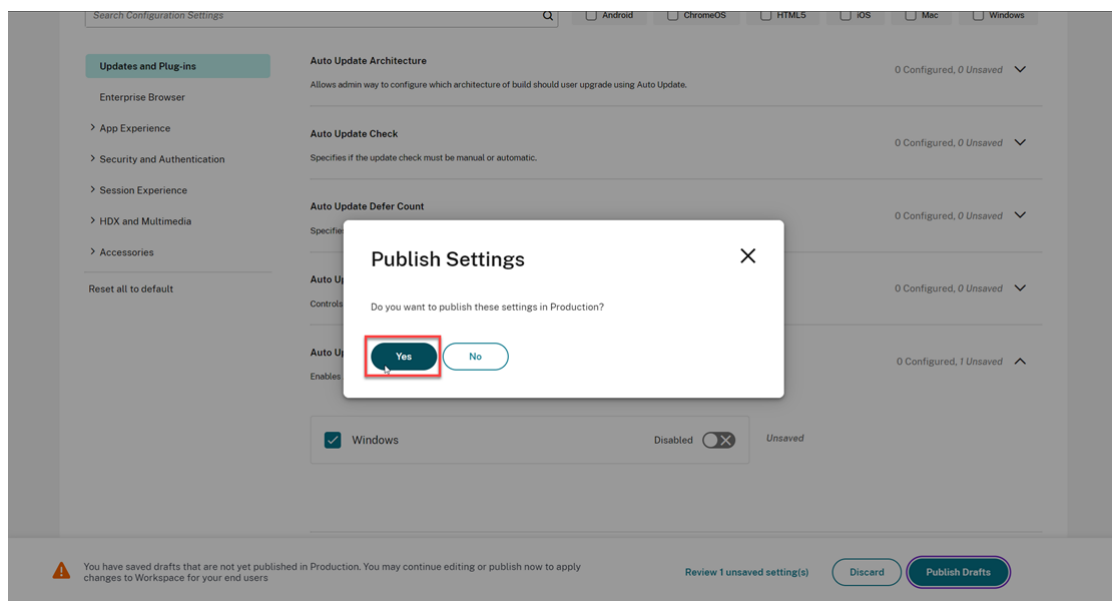 Search Configuration Settings
Android
ChromeOS
HTML5
iOS
Mac
Windows
Updates and Plug-ins
Enterprise Browser
App Experience
Security and Authentication
Session Experience
HDX and Multimedia
Accessories
Reset all to default
Auto Update Architecture
0 Configured, 0 Unsaved
Allows admin way to configure which architecture of build should user upgrade using Auto Update.
Auto Update Check
0 Configured, 0 Unsaved
Specifies if the update check must be manual or automatic.
Auto Update Defer Count
0 Configured, 0 Unsaved
Auto
0 Configured, 0 Unsaved
Controls
Auto
0 Configured, 1 Unsaved
Enables
Publish Settings
Do you want to publish these settings in Production?
Yes
No
Windows
Disabled
Unsaved
You have saved drafts that are not yet published in Production. You may continue editing or publish now to apply
changes to Workspace for your end users
Review 1 unsaved setting(s)
Discard
Publish Drafts